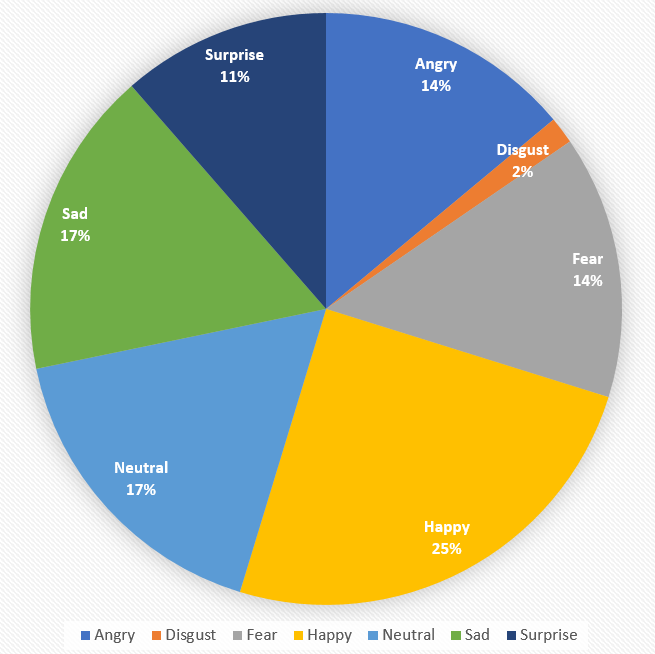 Surprise
11%
Angry
14%
Disgust
2%
Sad
17%
Fear
14%
Neutral
17%
Happy
25%
Angry Disgust Fear Happy Neutral Sad Surprise